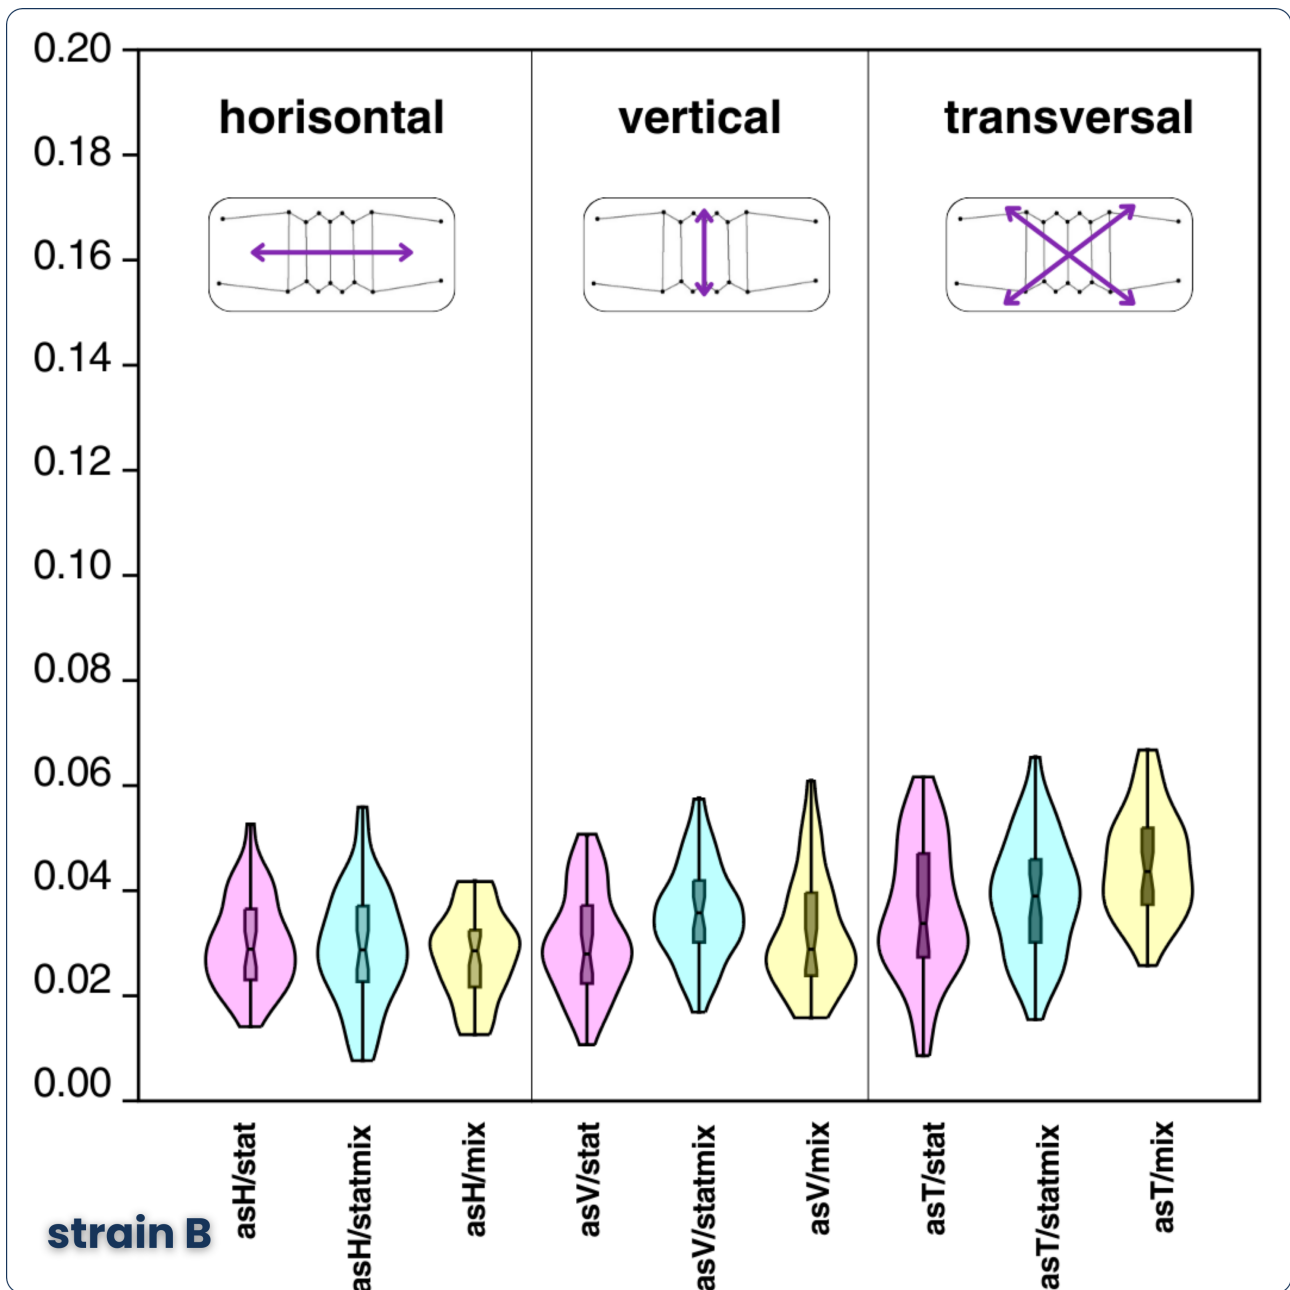 0.20
0.18
0.16
0.14
0.12
0.10
0.08
0.06
0.04
0.02
0.00
horisontal
vertical
transversal
asH/stat
asH/statmix
asH/mix
asV/stat
asV/statmix
asV/mix
asT/stat
asT/statmix
asT/mix
strain B